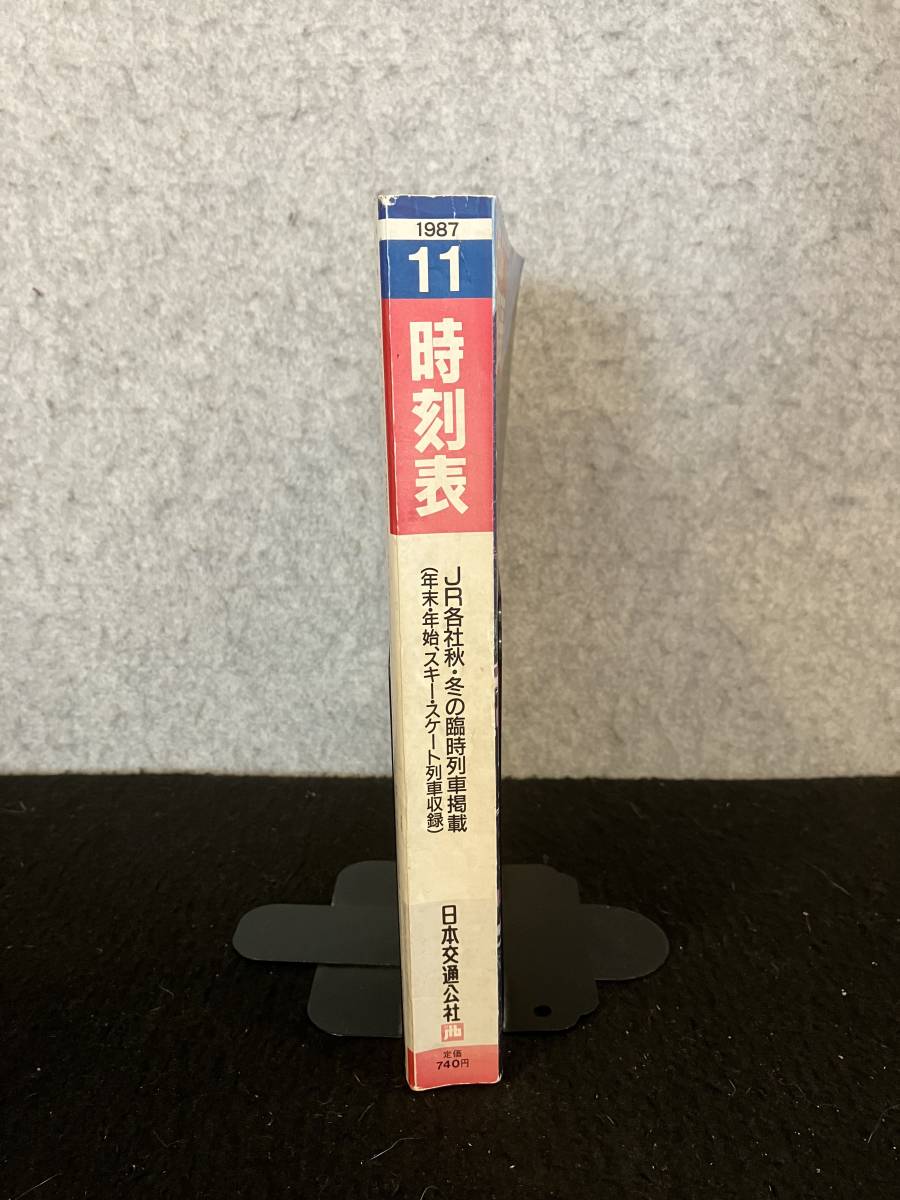 1987
11
時刻表
JR各社秋・冬の臨時列車掲載
(年末・年始、スキー・スケート列車収録)
日本交通公社
jtb
定価
740円